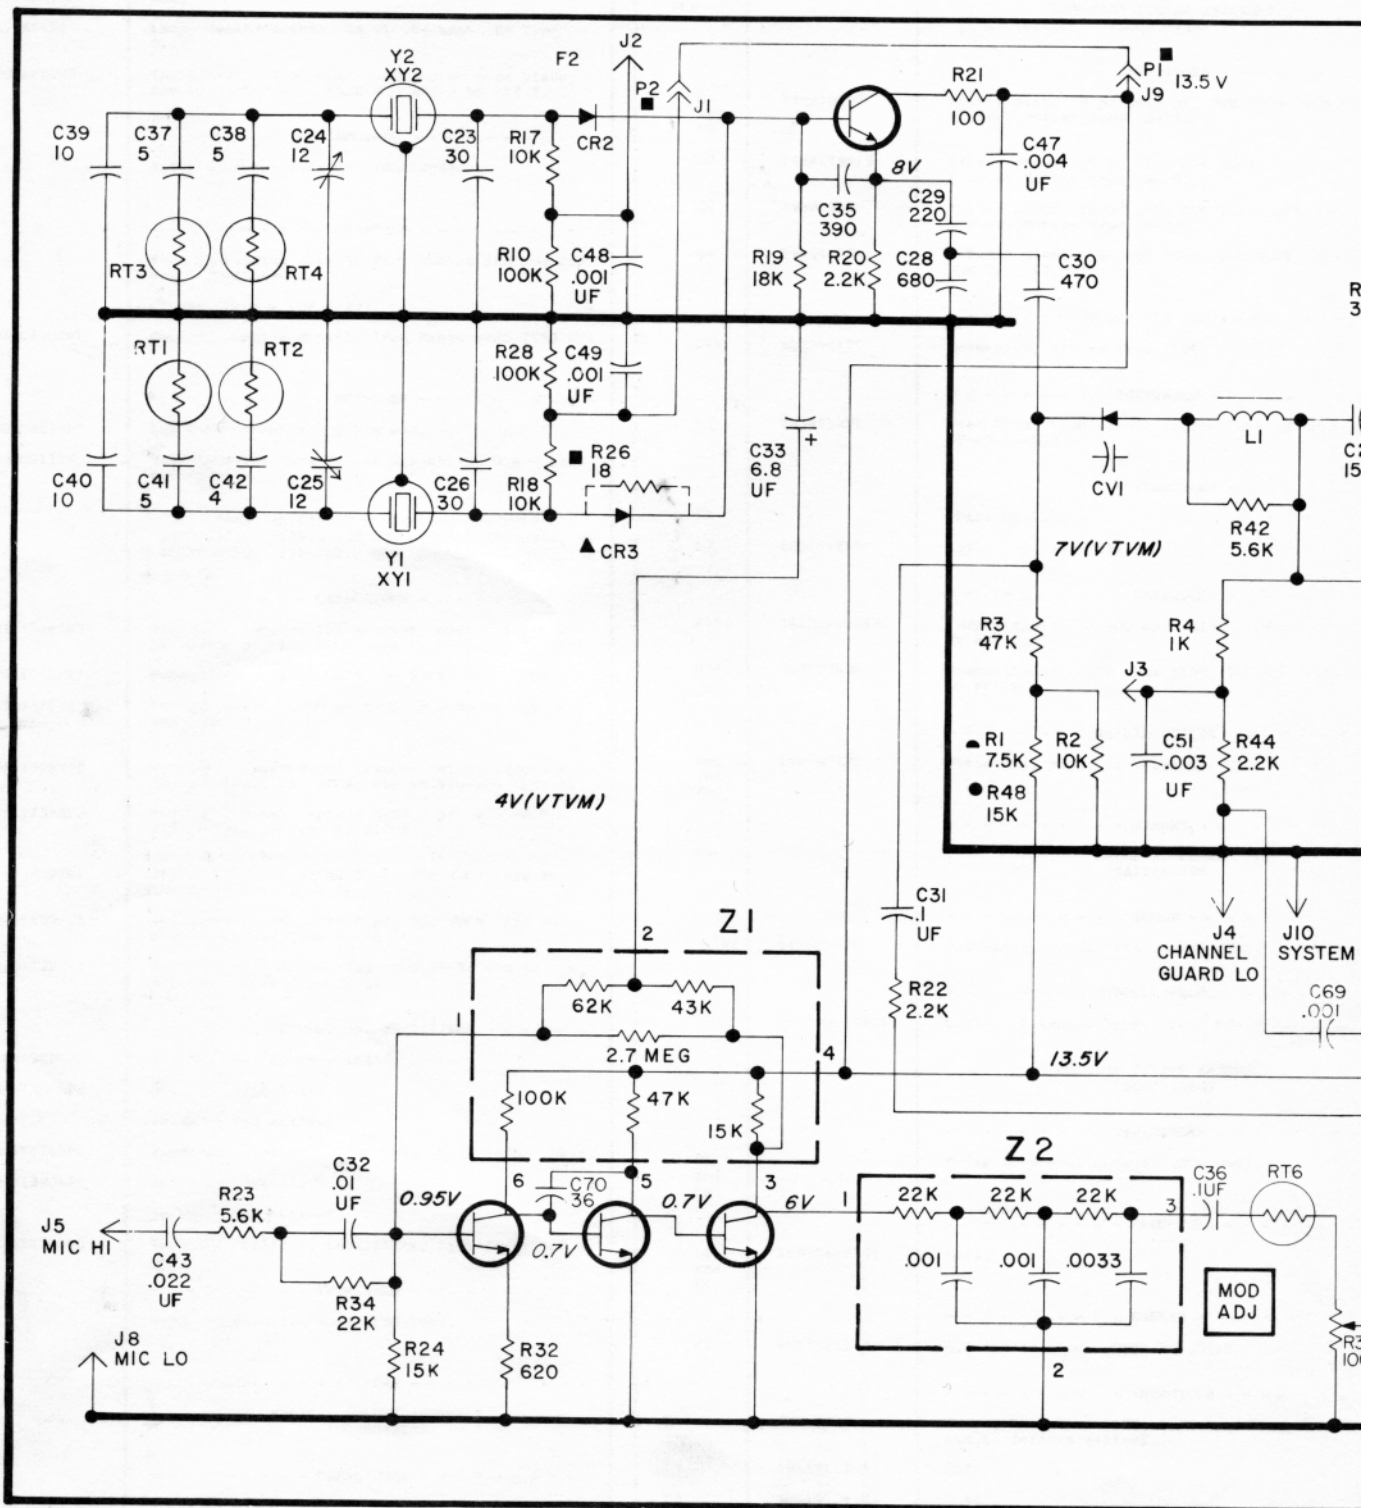 Y2
XY2
F2
J2
P2 ■
J1
R21
100
P1 ■
J9
13.5 V
C39
10
C37
5
C38
5
C24
12
C23
30
R17
10K
CR2
8V
C47
.004
UF
C35
390
C29
220
RT3
RT4
R10
100K
C48
.001
UF
R19
18K
R20
2.2K
C28
680
C30
470
R
3
RT1
RT2
R28
100K
C49
.001
UF
C40
10
C41
5
C42
4
C25
12
C26
30
R18
10K
■ R26
18
▲ CR3
Y1
XY1
C33
6.8
UF
+
CV1
L1
C2
15
R42
5.6K
7V(VTVM)
R3
47K
R4
1K
J3
R1
7.5K
● R48
15K
R2
10K
C51
.003
UF
R44
2.2K
4V(VTVM)
C31
.1
UF
J4
CHANNEL
GUARD LO
J10
SYSTEM
Z1
2
62K
43K
R22
2.2K
C69
.001
1
2.7 MEG
4
13.5V
100K
47K
15K
Z2
6
C70
36
5
3
C32
.01
UF
R23
5.6K
0.95V
0.7V
0.7V
6V
1
22K
22K
22K
3
C36
.1UF
RT6
J5
MIC HI
C43
.022
UF
R34
22K
.001
.001
.0033
MOD
ADJ
J8
MIC LO
R24
15K
R32
620
2
R3
100